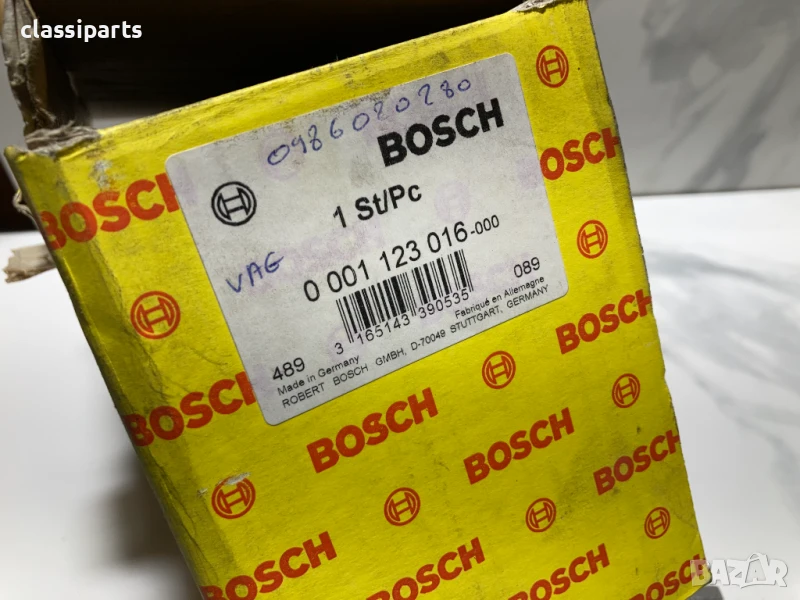 classiparts
0986020280
BOSCH
1 St/Pc
VAG
0 001 123 016-000
489
3 165143 390535
089
Made in Germany
Fabriqué en Allemagne
ROBERT BOSCH GMBH, D-70049 STUTTGART, GERMANY
BOSCH
BOSCH
BOSCH
BOSCH
BOSCH
BOSCH
BOSCH
BOSCH
BOSCH
BOSCH
BAZAR